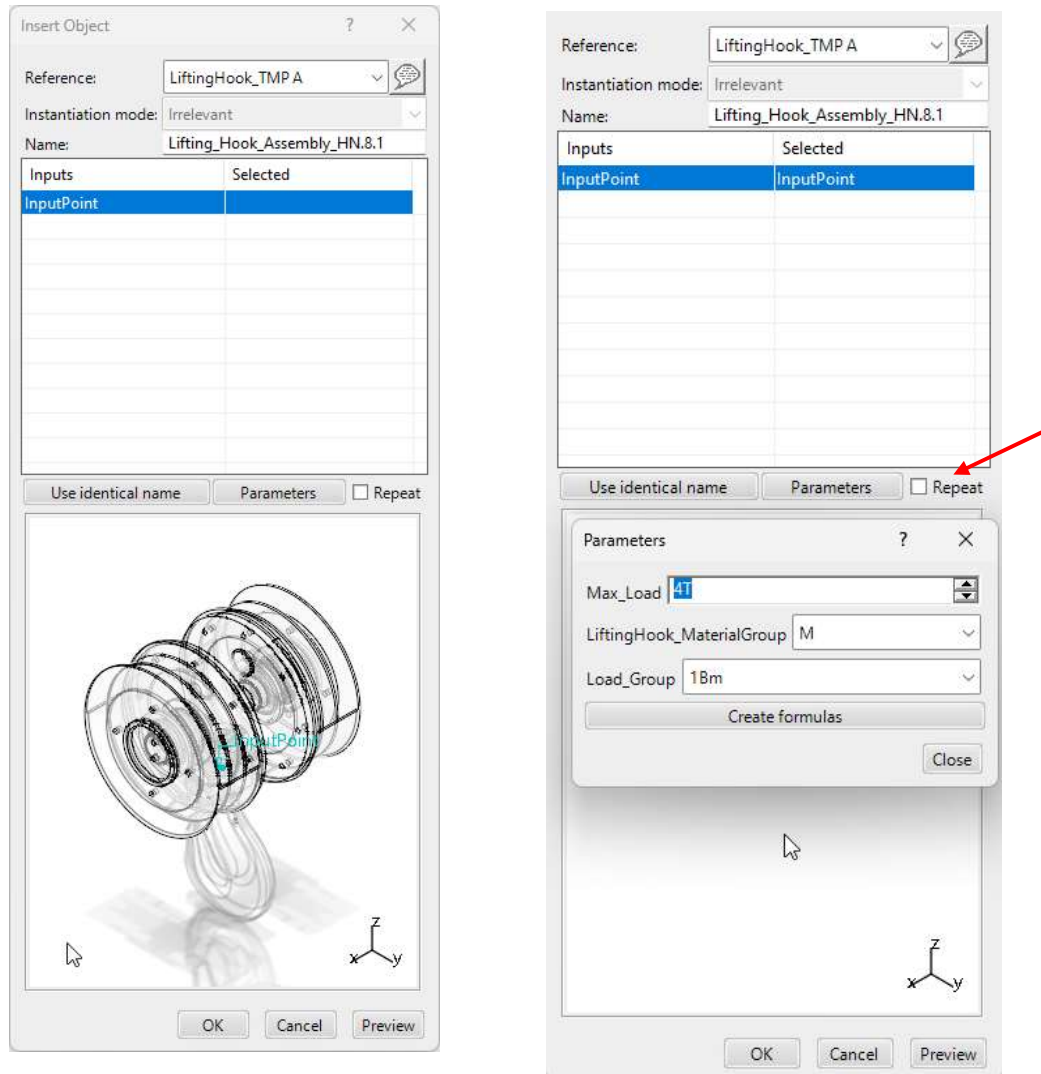 Insert Object ? ×
Reference: LiftingHook_TMP A
Instantiation mode: Irrelevant
Name: Lifting_Hook_Assembly_HN.8.1
Inputs Selected
InputPoint
Use identical name Parameters Repeat
InputPoint
z
x y
OK Cancel Preview
Reference: LiftingHook_TMP A
Instantiation mode: Irrelevant
Name: Lifting_Hook_Assembly_HN.8.1
Inputs Selected
InputPoint InputPoint
Use identical name Parameters Repeat
Parameters ? ×
Max_Load 4T
LiftingHook_MaterialGroup M
Load_Group 1Bm
Create formulas
Close
z
x y
OK Cancel Preview